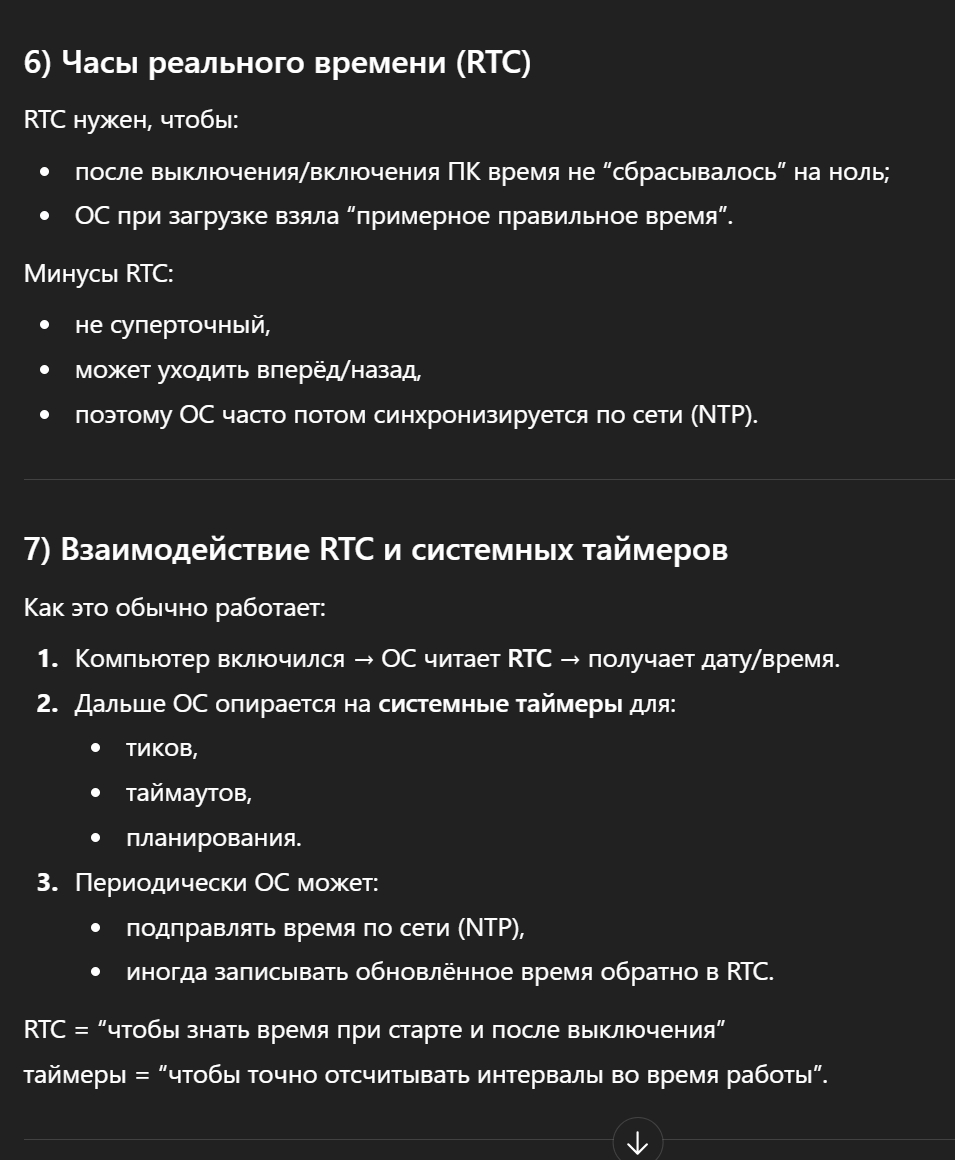 6) Часы реального времени (RTC)
RTC нужен, чтобы:
• после выключения/включения ПК время не “сбрасывалось” на ноль;
• ОС при загрузке взяла “примерное правильное время”.
Минусы RTC:
• не суперточный,
• может уходить вперёд/назад,
• поэтому ОС часто потом синхронизируется по сети (NTP).
7) Взаимодействие RTC и системных таймеров
Как это обычно работает:
1. Компьютер включился → ОС читает RTC → получает дату/время.
2. Дальше ОС опирается на системные таймеры для:
• тиков,
• таймаутов,
• планирования.
3. Периодически ОС может:
• подправлять время по сети (NTP),
• иногда записывать обновлённое время обратно в RTC.
RTC = “чтобы знать время при старте и после выключения”
таймеры = “чтобы точно отсчитывать интервалы во время работы”.